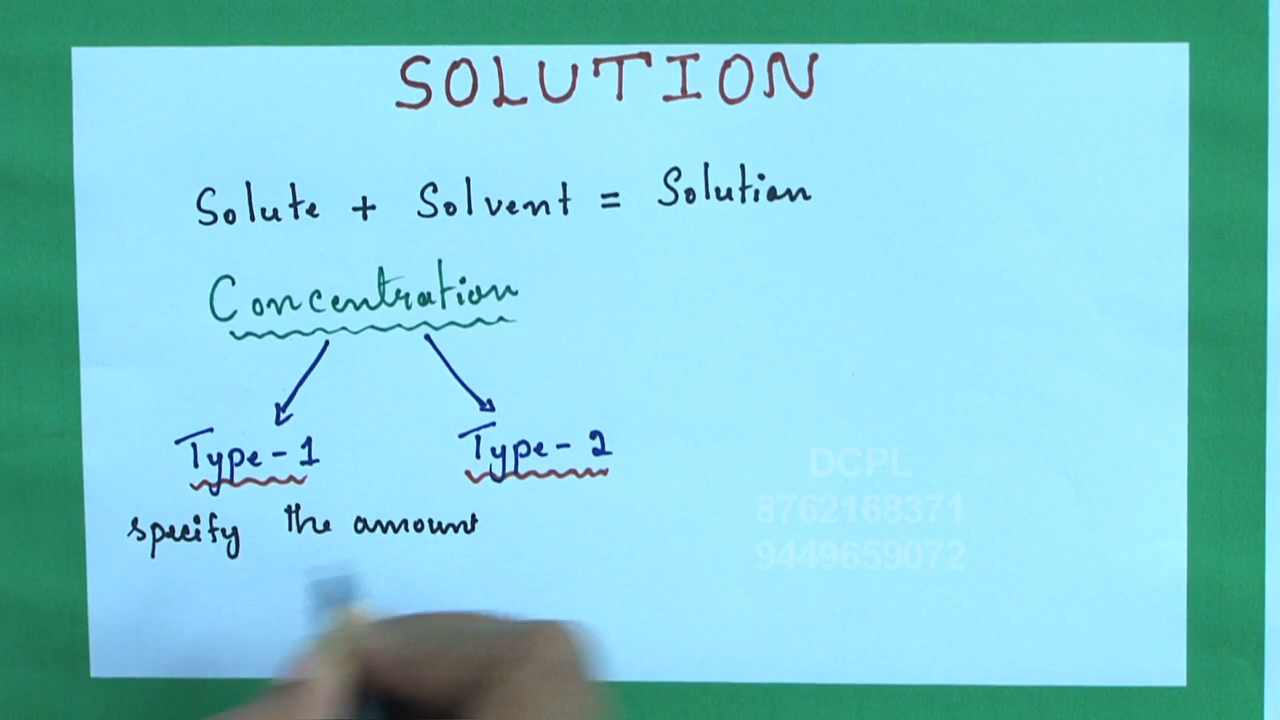 SOLUTION
Solute + Solvent = Solution
Concentration
Type-1 Type-2
specify the amount
DCPL
8762168371
9449659072